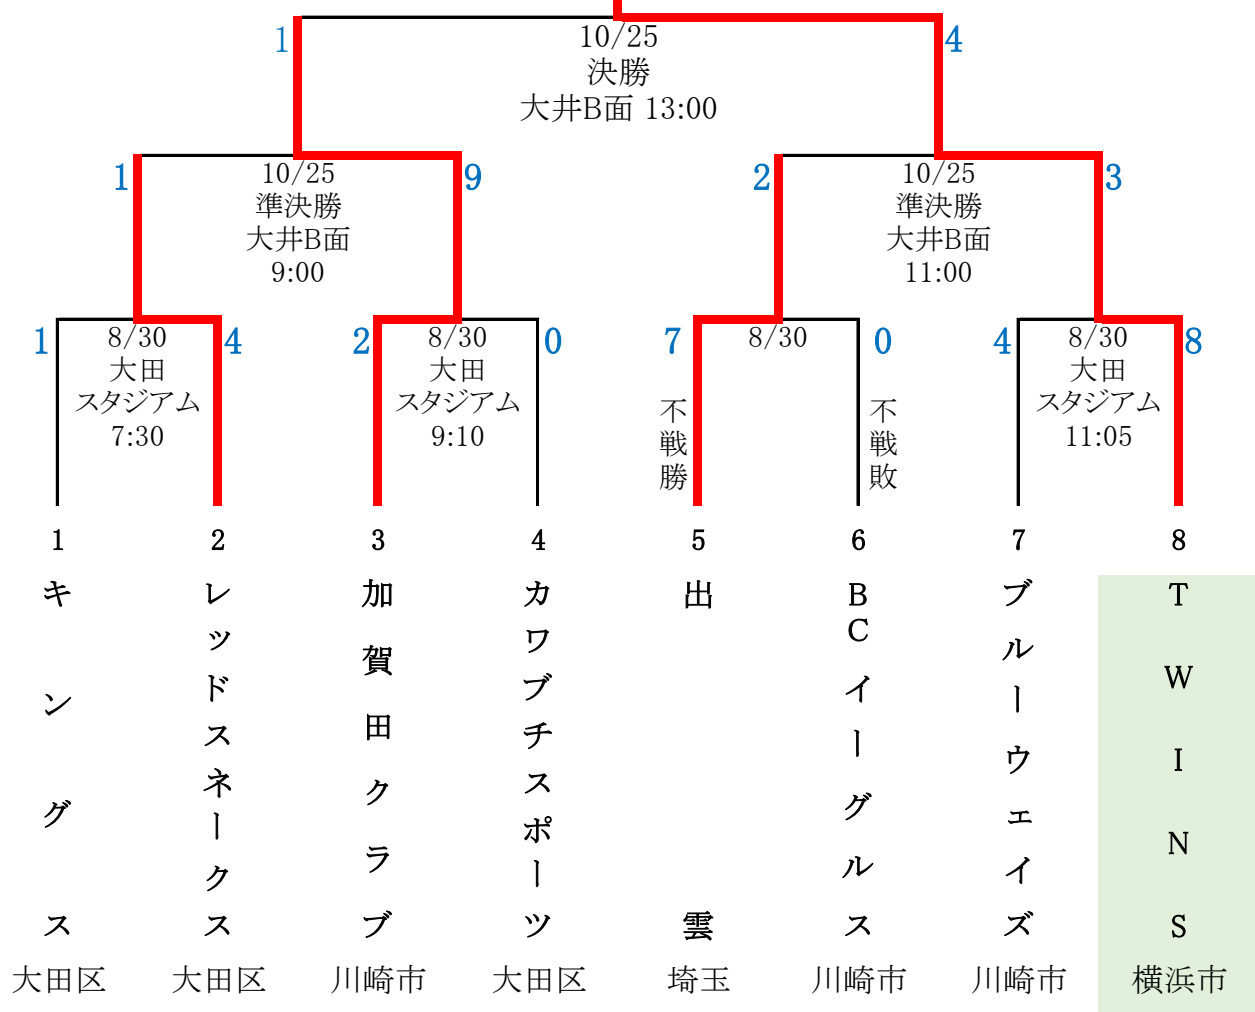 1
10/25
4
決勝
大井B面 13:00
1
10/25
9
準決勝
大井B面
9:00
2
10/25
3
準決勝
大井B面
11:00
1
8/30
4
大田
スタジアム
7:30
2
8/30
0
大田
スタジアム
9:10
7
8/30
0
不戦勝
不戦敗
4
8/30
8
大田
スタジアム
11:05
1
キングス
大田区
2
レッドスネークス
大田区
3
加賀田クラブ
川崎市
4
カワブチスポーツ
大田区
5
出雲
埼玉
6
BCイーグルス
川崎市
7
ブルーウェイズ
川崎市
8
TWINS
横浜市